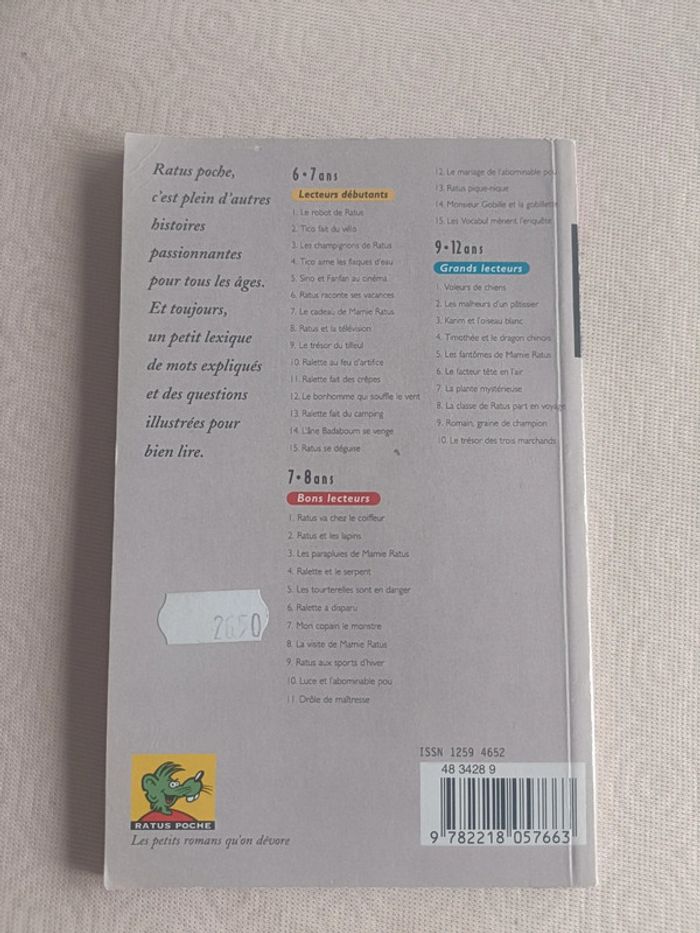 Ratus poche,
c'est plein d'autres
histoires
passionnantes
pour tous les âges.
Et toujours,
un petit lexique
de mots expliqués
et des questions
illustrées pour
bien lire.
6•7 ans
Lecteurs débutants
1. Le robot de Ratus
2. Tico fait du vélo
3. Les champignons de Ratus
4. Tico aime les flaques d'eau
5. Sino et Fanfan au cinéma
6. Ratus raconte ses vacances
7. Le cadeau de Mamie Ratus
8. Ratus et la télévision
9. Le trésor du tilleul
10. Ralette au feu d'artifice
11. Ralette fait des crêpes
12. Le bonhomme qui souffle le vent
13. Ralette fait du camping
14. L'âne Badaboum se venge
15. Ratus se déguise
7•8 ans
Bons lecteurs
1. Ratus va chez le coiffeur
2. Ratus et les lapins
3. Les parapluies de Mamie Ratus
4. Ralette et le serpent
5. Les tourterelles sont en danger
6. Ralette a disparu
7. Mon copain le monstre
8. La visite de Mamie Ratus
9. Ratus aux sports d'hiver
10. Luce et l'abominable pou
11. Drôle de maîtresse
12. Le mariage de l'abominable pou
13. Ratus pique-nique
14. Monsieur Gobille et la gobillette
15. Les Vocabul mènent l'enquête
9•12 ans
Grands lecteurs
1. Voleurs de chiens
2. Les malheurs d'un pâtissier
3. Karim et l'oiseau blanc
4. Timothée et le dragon chinois
5. Les fantômes de Mamie Ratus
6. Le facteur tête en l'air
7. La plante mystérieuse
8. La classe de Ratus part en voyage
9. Romain, graine de champion
10. Le trésor des trois marchands
2650
RATUS POCHE
Les petits romans qu'on dévore
ISSN 1259 4652
48 3428 9
9 782218 057663